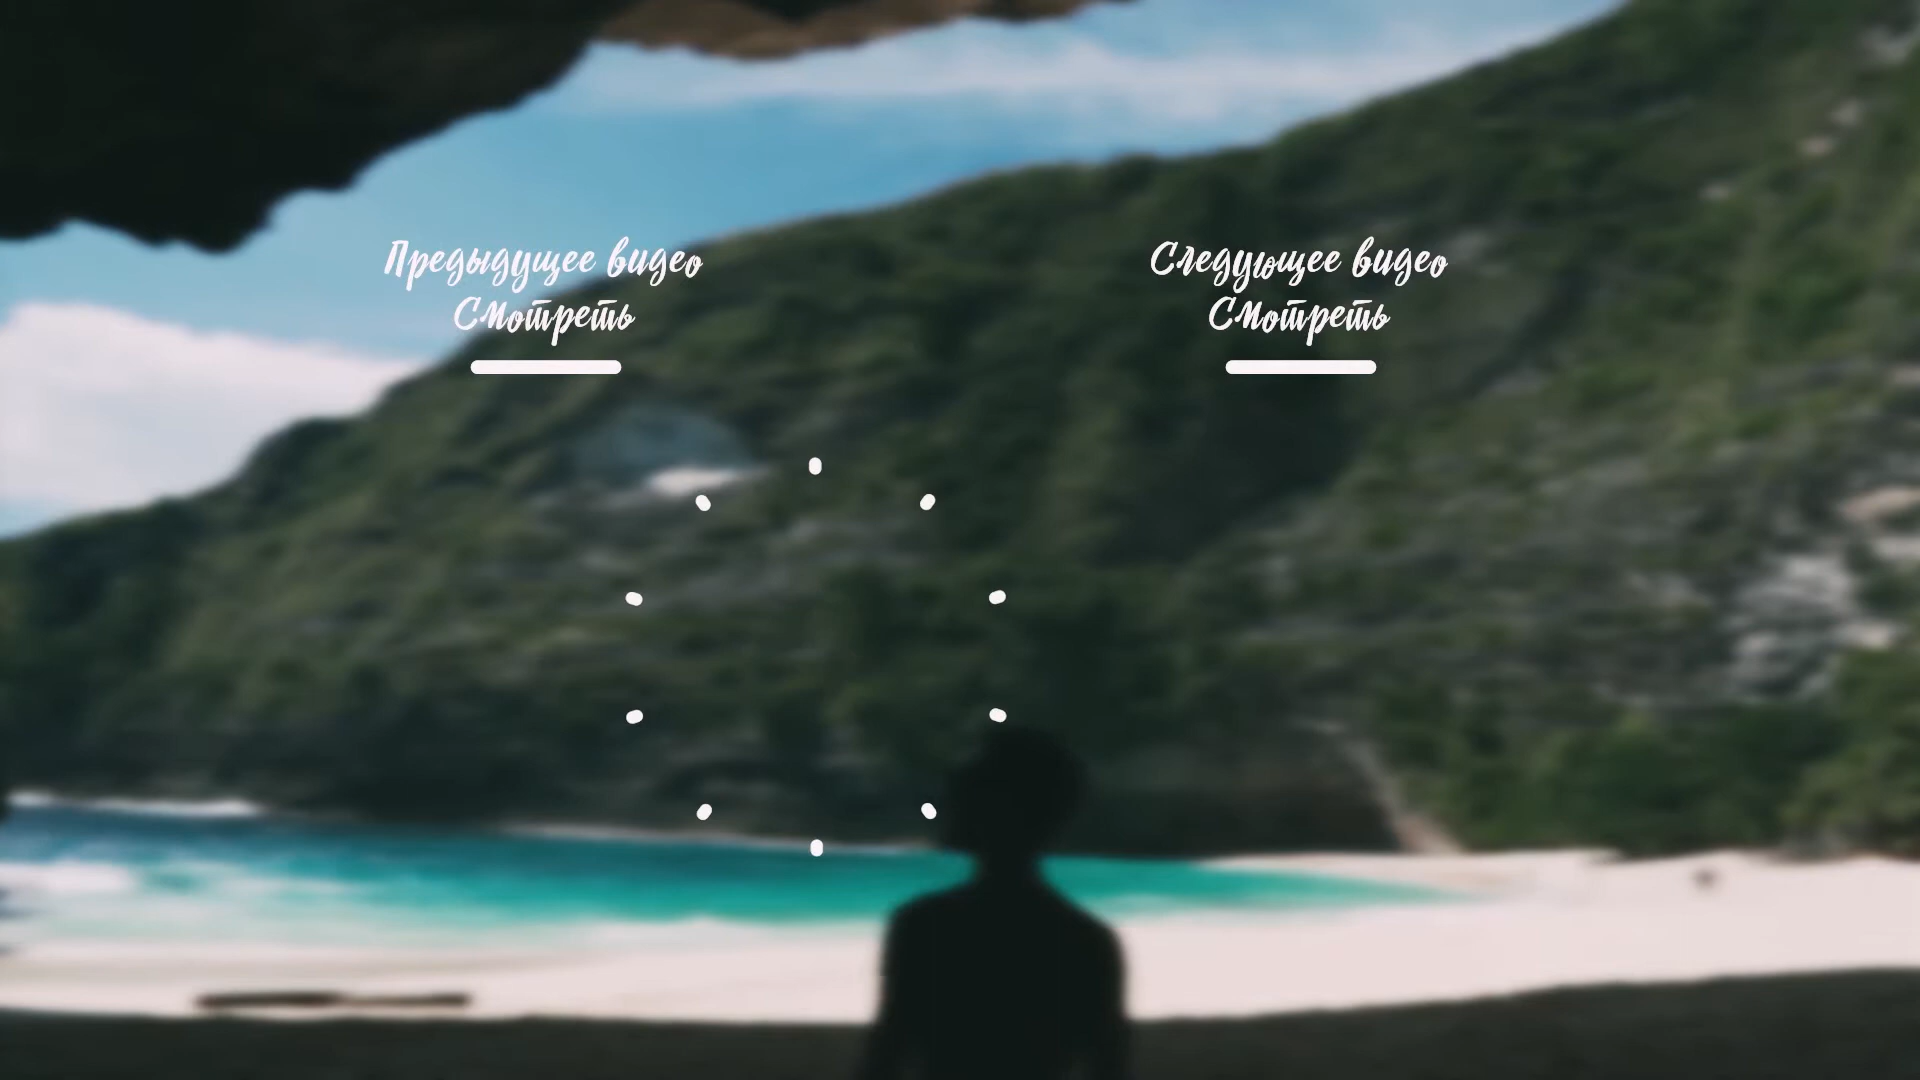 Предыдущее видео
Смотреть
Следующее видео
Смотреть